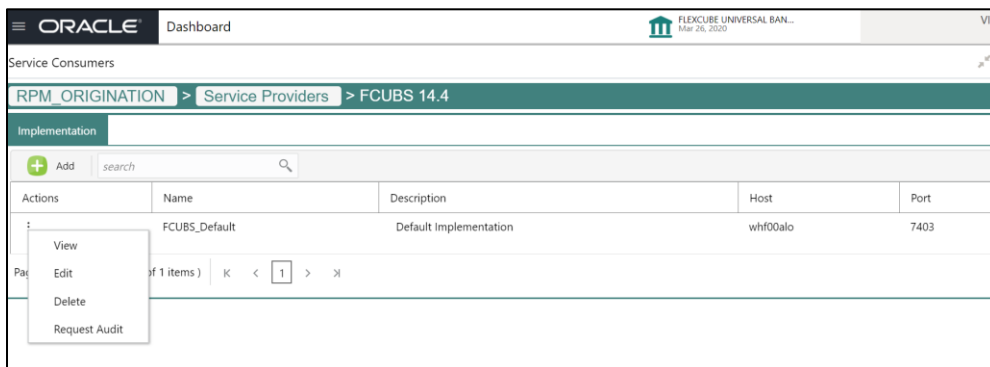 ORACLE® Dashboard FLEXCUBE UNIVERSAL BAN... VI
Mar 26, 2020
Service Consumers
RPM_ORIGINATION > Service Providers > FCUBS 14.4
Implementation
Add search
Actions Name Description Host Port
FCUBS_Default Default Implementation whf00alo 7403
View
Edit of 1 items ) 1
Delete
Request Audit